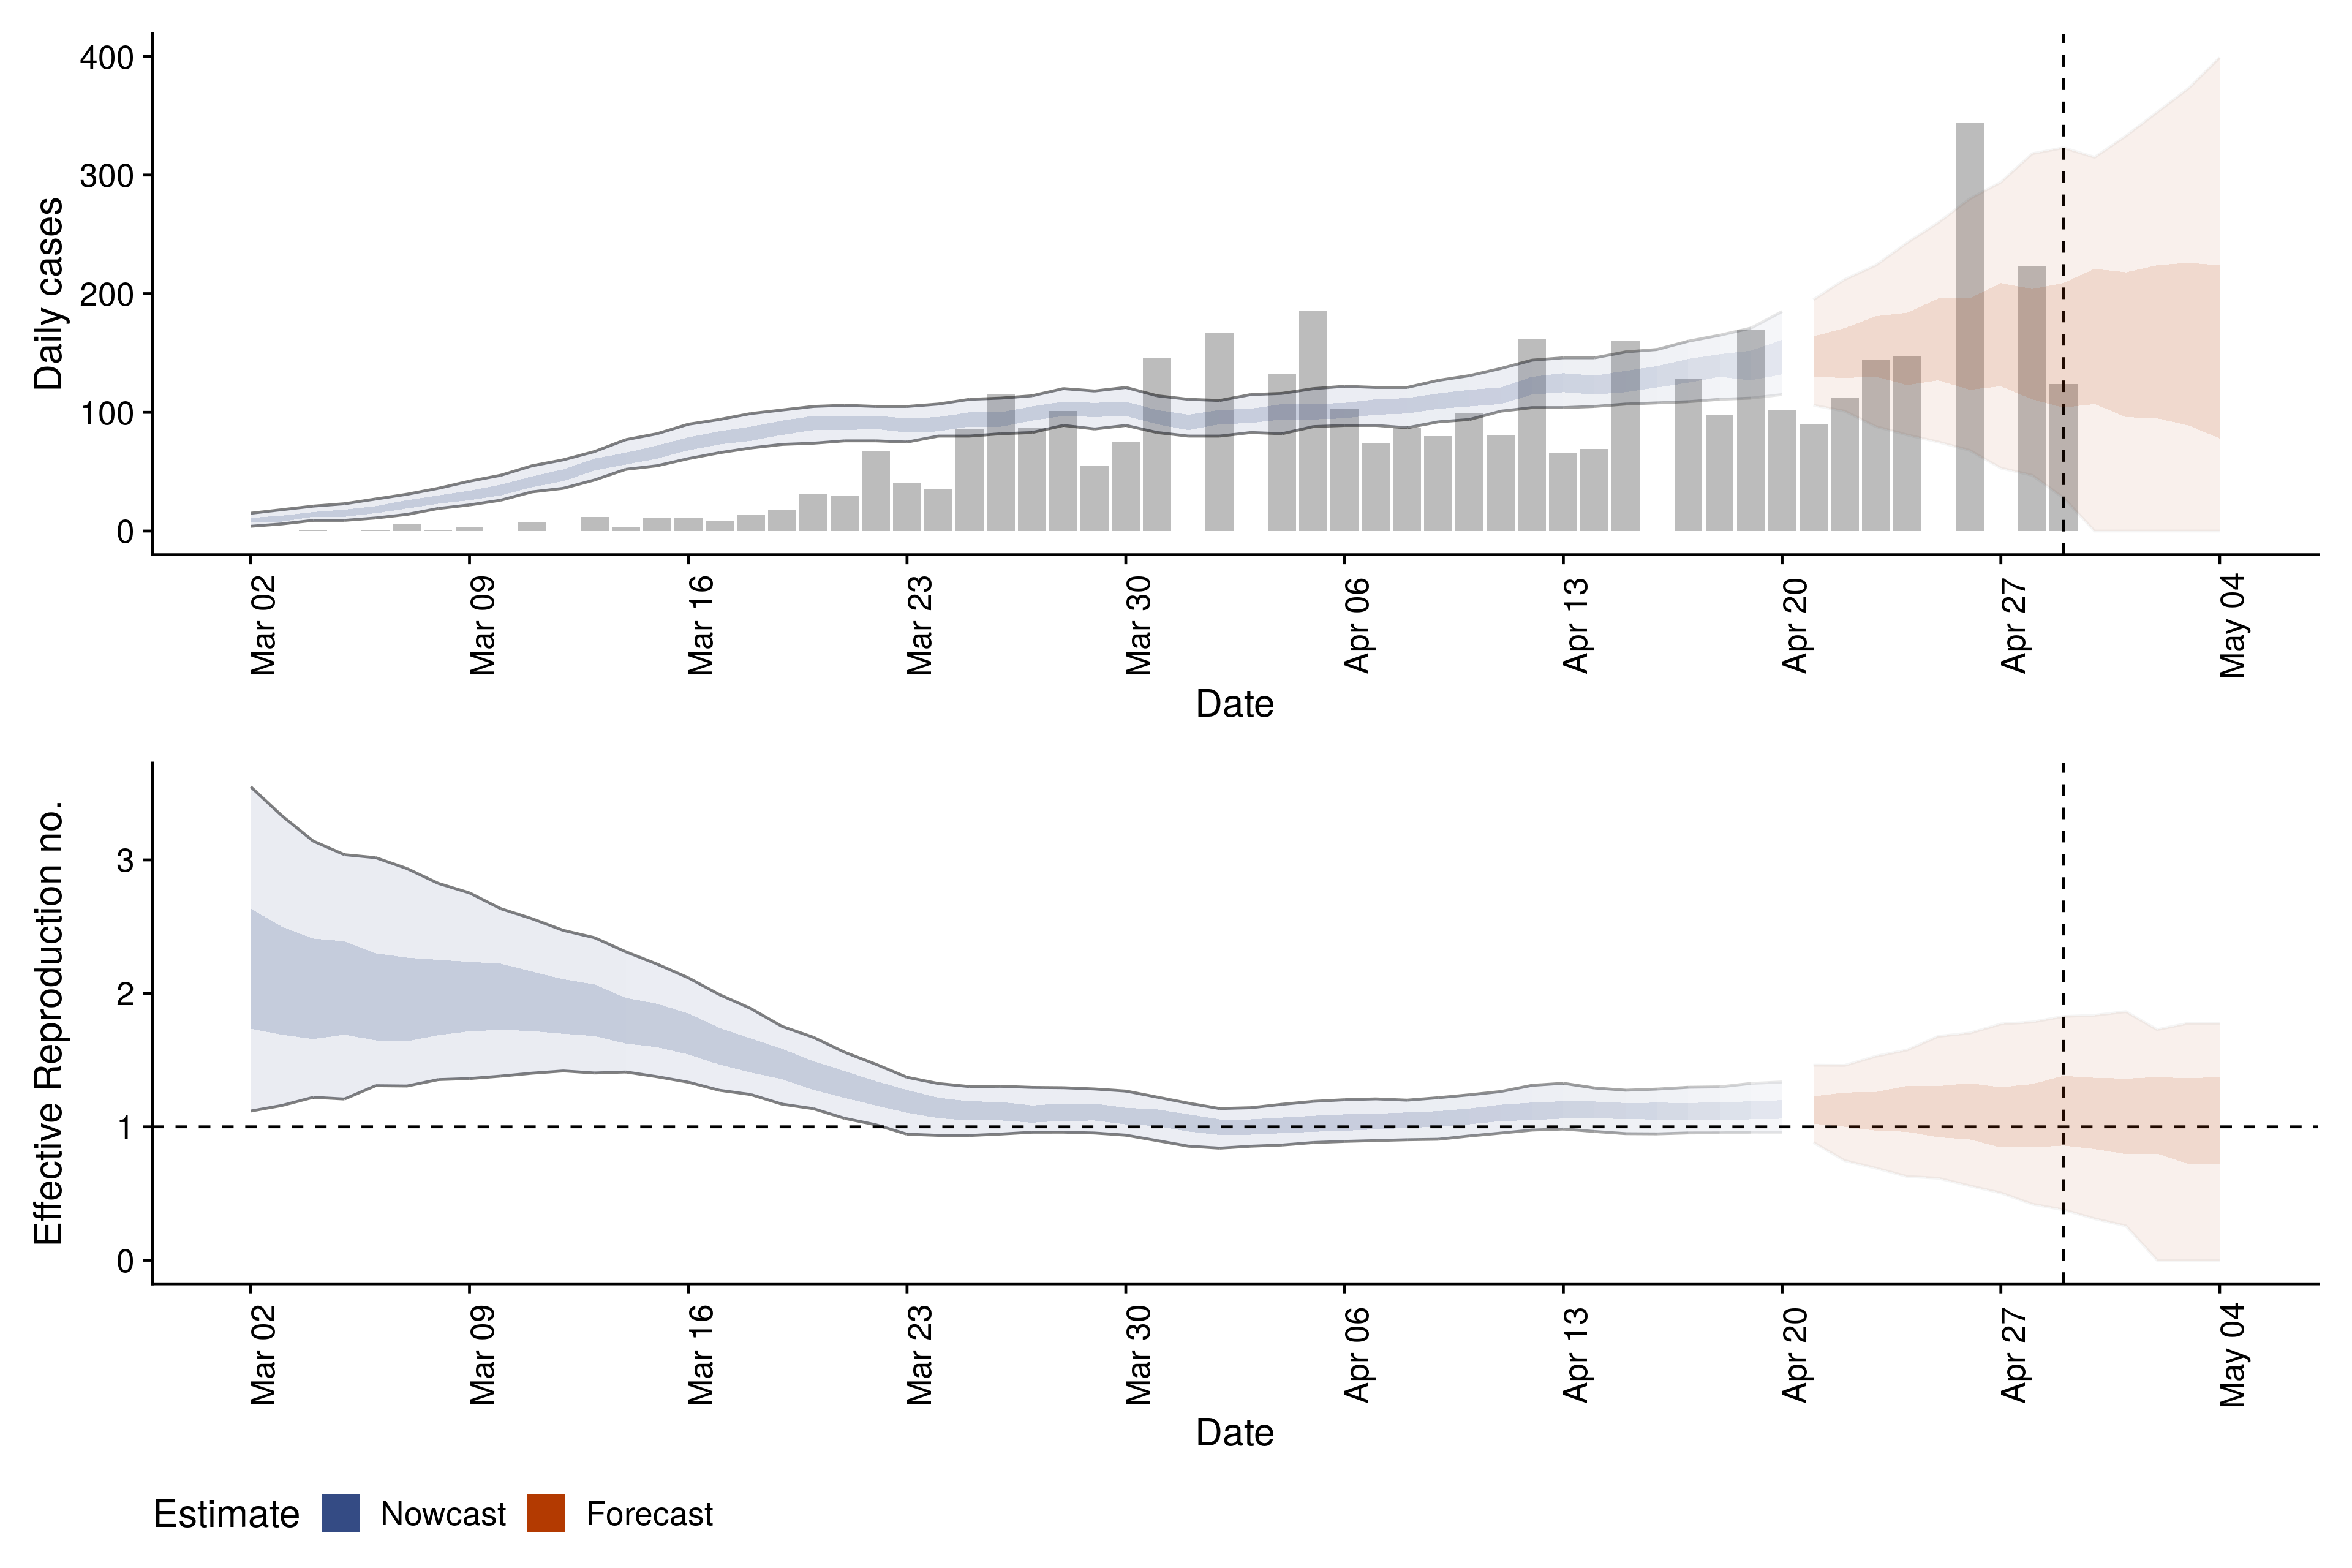 Daily cases
400
300
200
100
0
Mar 02
Mar 09
Mar 16
Mar 23
Mar 30
Apr 06
Apr 13
Apr 20
Apr 27
May 04
Date
Effective Reproduction no.
3
2
1
0
Mar 02
Mar 09
Mar 16
Mar 23
Mar 30
Apr 06
Apr 13
Apr 20
Apr 27
May 04
Date
Estimate Nowcast Forecast